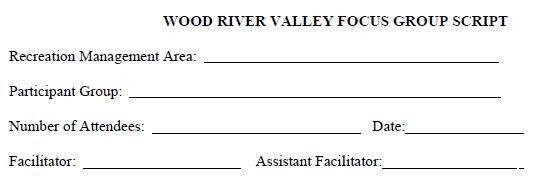 WOOD RIVER VALLEY FOCUS GROUP SCRIPT
Recreation Management Area: 
Participant Group: 
Number of Attendees: Date:
Facilitator: Assistant Facilitator: